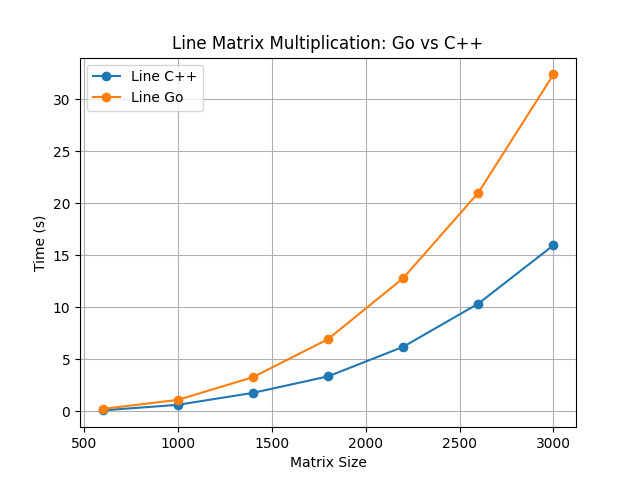 Line Matrix Multiplication: Go vs C++
Line C++
Line Go
Time (s)
30
25
20
15
10
5
0
500
1000
1500
2000
2500
3000
Matrix Size